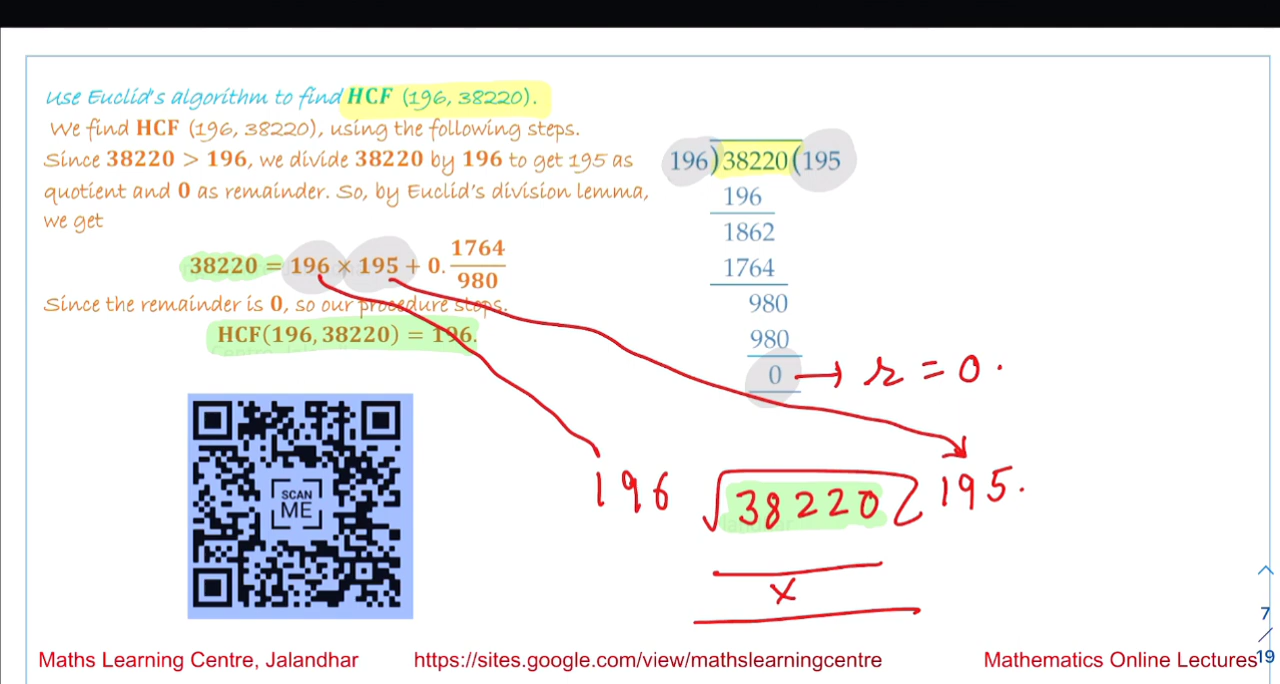 Use Euclid's algorithm to find HCF (196, 38220).
We find HCF (196, 38220), using the following steps.
Since 38220 > 196, we divide 38220 by 196 to get 195 as
quotient and 0 as remainder. So, by Euclid's division lemma,
we get
38220 = 196 × 195 + 0. 1764/980
Since the remainder is 0, so our procedure stops.
HCF(196, 38220) = 196.
196)38220(195
196
1862
1764
980
980
0 → r = 0.
196 √38220 ( 195.
x
SCAN
ME
7
/
19
Maths Learning Centre, Jalandhar https://sites.google.com/view/mathslearningcentre Mathematics Online Lectures